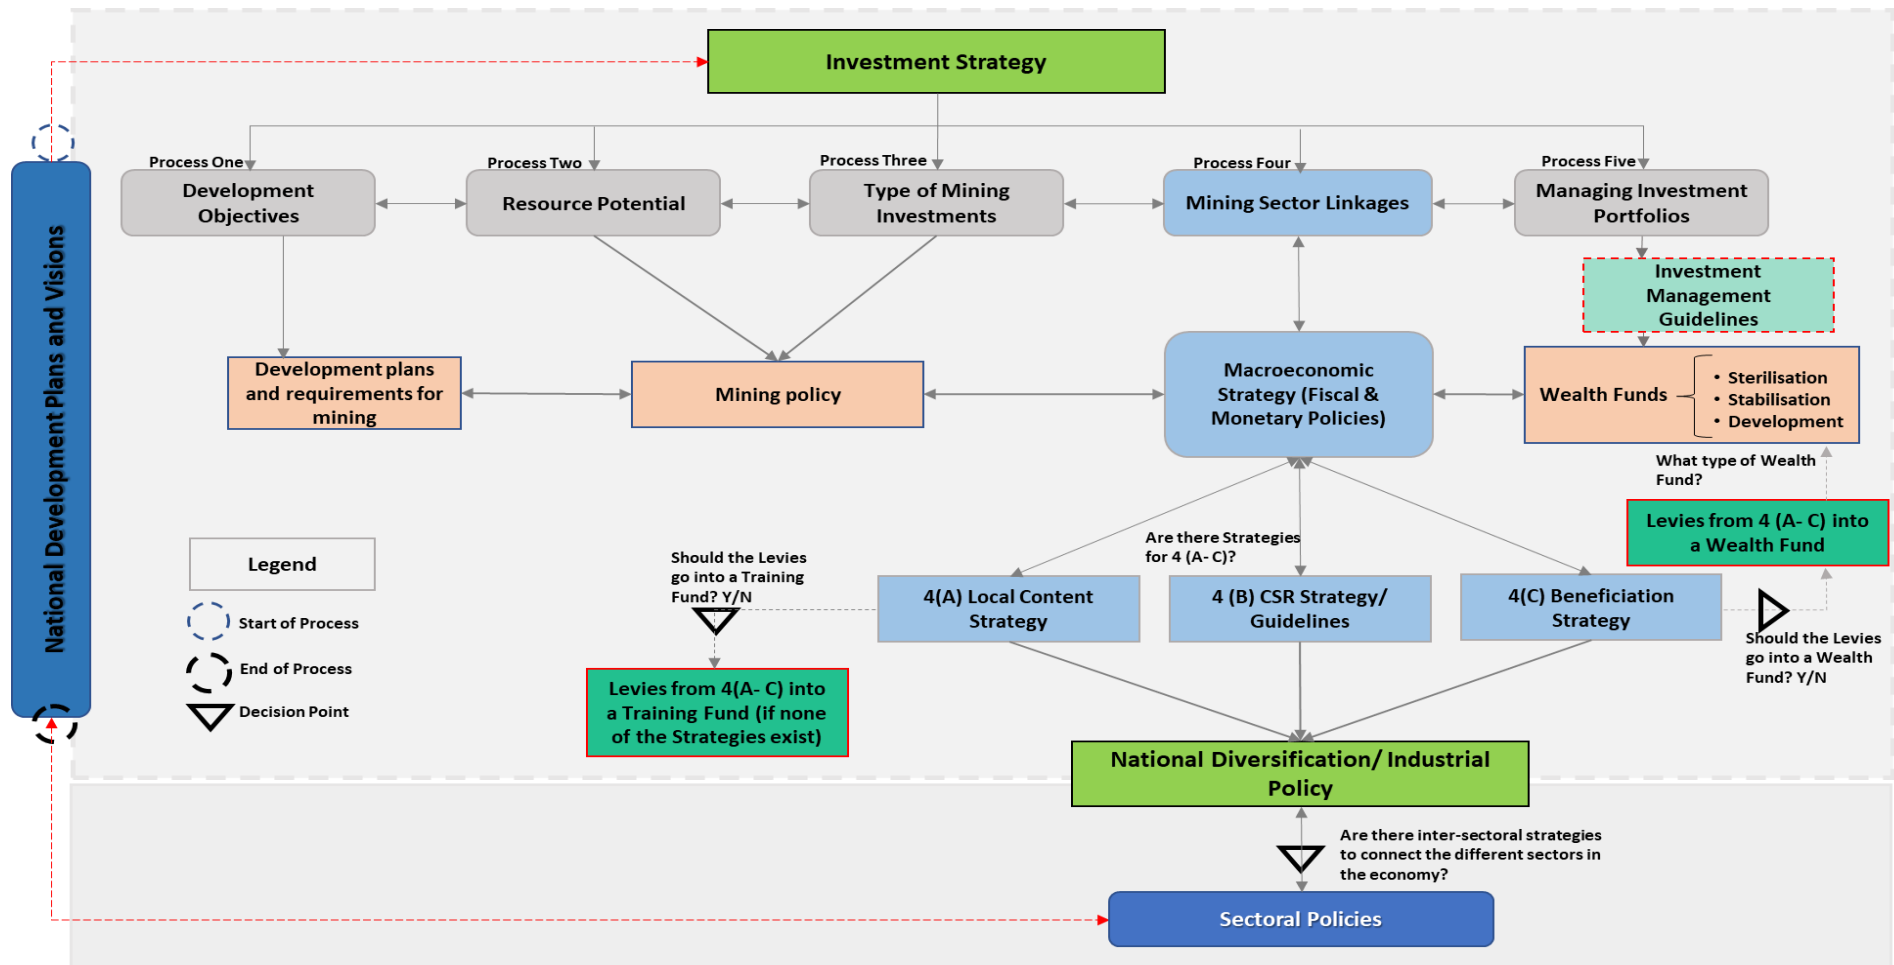 Investment Strategy
National Development Plans and Visions
Process One
Development
Objectives
Process Two
Resource Potential
Process Three
Type of Mining
Investments
Process Four
Mining Sector Linkages
Process Five
Managing Investment
Portfolios
Investment
Management
Guidelines
Development plans
and requirements for
mining
Mining policy
Macroeconomic
Strategy (Fiscal &
Monetary Policies)
Wealth Funds
• Sterilisation
• Stabilisation
• Development
What type of Wealth
Fund?
Levies from 4 (A- C) into
a Wealth Fund
Are there Strategies
for 4 (A- C)?
Should the Levies
go into a Training
Fund? Y/N
4(A) Local Content
Strategy
4 (B) CSR Strategy/
Guidelines
4(C) Beneficiation
Strategy
Should the Levies
go into a Wealth
Fund? Y/N
Legend
Start of Process
End of Process
Decision Point
Levies from 4(A- C) into
a Training Fund (if none
of the Strategies exist)
National Diversification/ Industrial
Policy
Are there inter-sectoral strategies
to connect the different sectors in
the economy?
Sectoral Policies